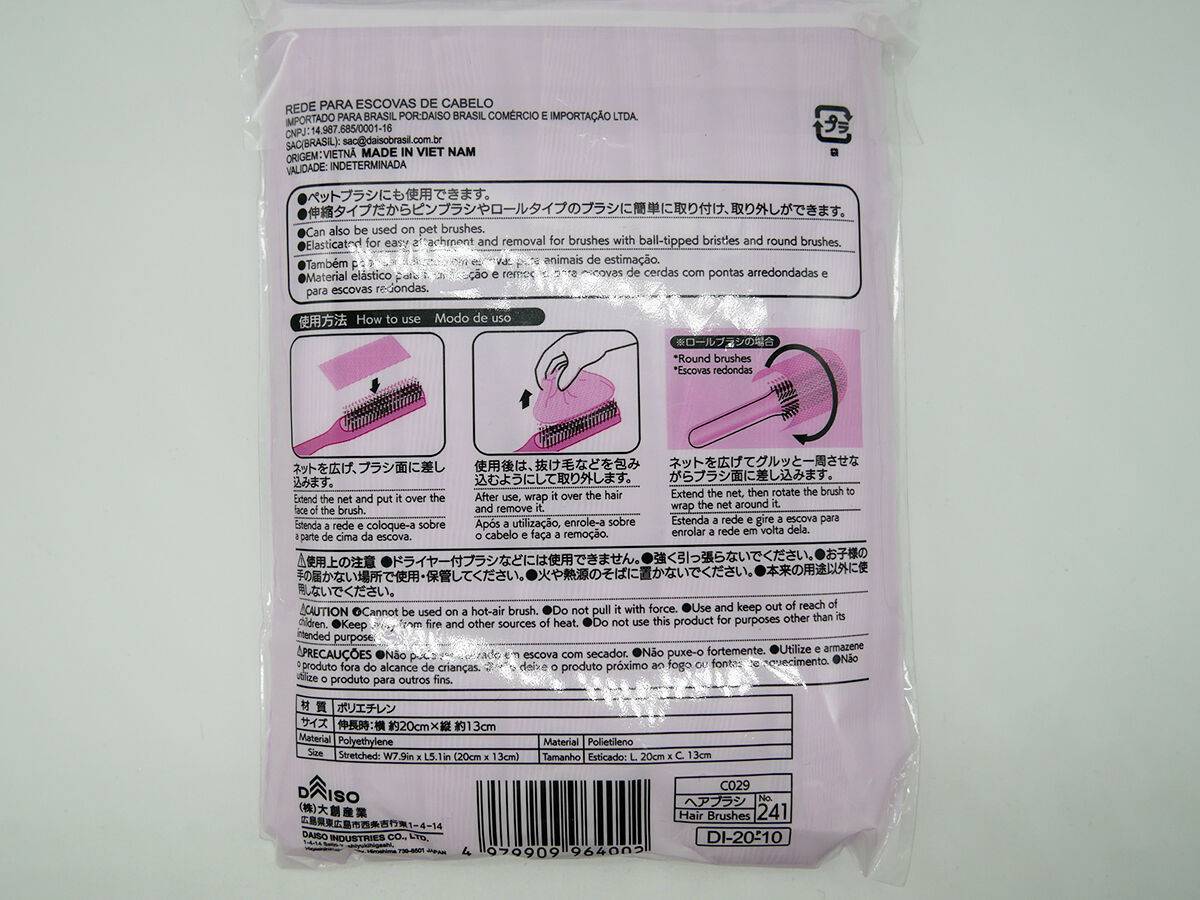 REDE PARA ESCOVAS DE CABELO
IMPORTADO PARA BRASIL POR:DAISO BRASIL COMÉRCIO E IMPORTAÇÃO LTDA.
CNPJ:14.987.685/0001-16
SAC(BRASIL): sac@daisobrasil.com.br
ORIGEM:VIETNÃ MADE IN VIET NAM
VALIDADE: INDETERMINADA
プラ
袋
●ペットブラシにも使用できます。
●伸縮タイプだからピンブラシやロールタイプのブラシに簡単に取り付け、取り外しができます。
●Can also be used on pet brushes.
●Elasticated for easy attachment and removal for brushes with ball-tipped bristles and round brushes.
●Também para animais de estimação.
●Material elástico para e remoção para escovas de cerdas com pontas arredondadas e
para escovas redondas.
使用方法 How to use Modo de uso
※ロールブラシの場合
*Round brushes
*Escovas redondas
ネットを広げ、ブラシ面に差し
込みます。
Extend the net and put it over the
face of the brush.
Estenda a rede e coloque-a sobre
a parte de cima da escova.
使用後は、抜け毛などを包み
込むようにして取り外します。
After use, wrap it over the hair
and remove it.
Após a utilização, enrole-a sobre
o cabelo e faça a remoção.
ネットを広げてグルッと一周させな
がらブラシ面に差し込みます。
Extend the net, then rotate the brush to
wrap the net around it.
Estenda a rede e gire a escova para
enrolar a rede em volta dela.
⚠使用上の注意 ●ドライヤー付ブラシなどには使用できません。●強く引っ張らないでください。●お子様の
手の届かない場所で使用・保管してください。●火や熱源のそばに置かないでください。●本来の用途以外に使
用しないでください。
⚠CAUTION ●Cannot be used on a hot-air brush. ●Do not pull it with force. ●Use and keep out of reach of
children. ●Keep away from fire and other sources of heat. ●Do not use this product for purposes other than its
intended purpose.
⚠PRECAUÇÕES ●Não em escova com secador. ●Não puxe-o fortemente. ●Utilize e armazene
o produto fora do alcance de crianças. ●Não deixe o produto próximo ao fogo ou fontes de aquecimento. ●Não
utilize o produto para outros fins.
材 質 ポリエチレン
サイズ 伸長時：横 約20cm×縦 約13cm
Material Polyethylene Material Polietileno
Size Stretched: W7.9in x L5.1in (20cm x 13cm) Tamanho Esticado: L. 20cm x C. 13cm
DAISO
(株)大創産業
広島県東広島市西条吉行東1-4-14
DAISO INDUSTRIES CO., LTD.
1-4-14 Saijo
Hiroshima 739-8501 JAPAN
4 979909 964002
C029
ヘアブラシ
Hair Brushes
No.
241
DI-20-10